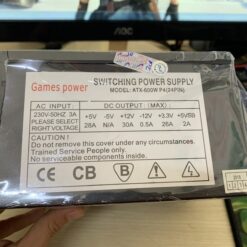 AOC
Games power
SWITCHING POWER SUPPLY
MODEL: ATX-600W P4(24PIN)
AC INPUT: DC OUTPUT (MAX)
230V-50HZ 3A +5V -5V +12V -12V +3.3V +5VSB
PLEASE SELECT 28A N/A 30A 0.5A 26A 2A
RIGHT VOLTAGE
CAUTION!
Do not remove this cover under any circumstances.
Trained Service People only.
No serviceable components inside.
CE CB